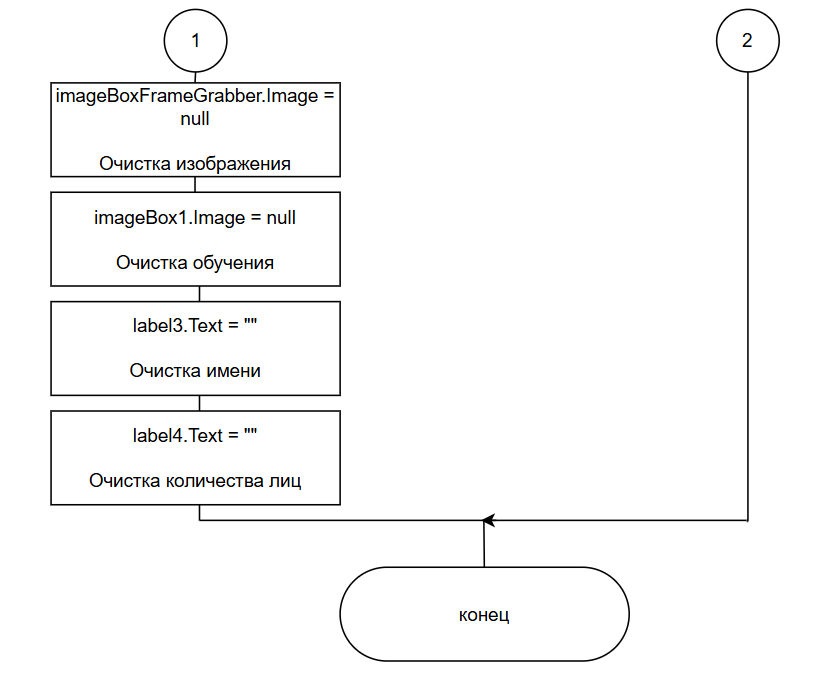 1
2
imageBoxFrameGrabber.Image =
null
Очистка изображения
imageBox1.Image = null
Очистка обучения
label3.Text = ""
Очистка имени
label4.Text = ""
Очистка количества лиц
конец